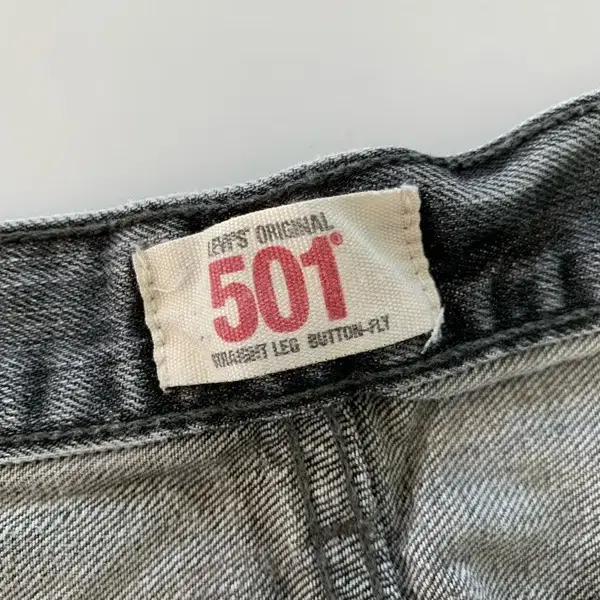 LEVI'S® ORIGINAL
501®
STRAIGHT LEG BUTTON-FLY